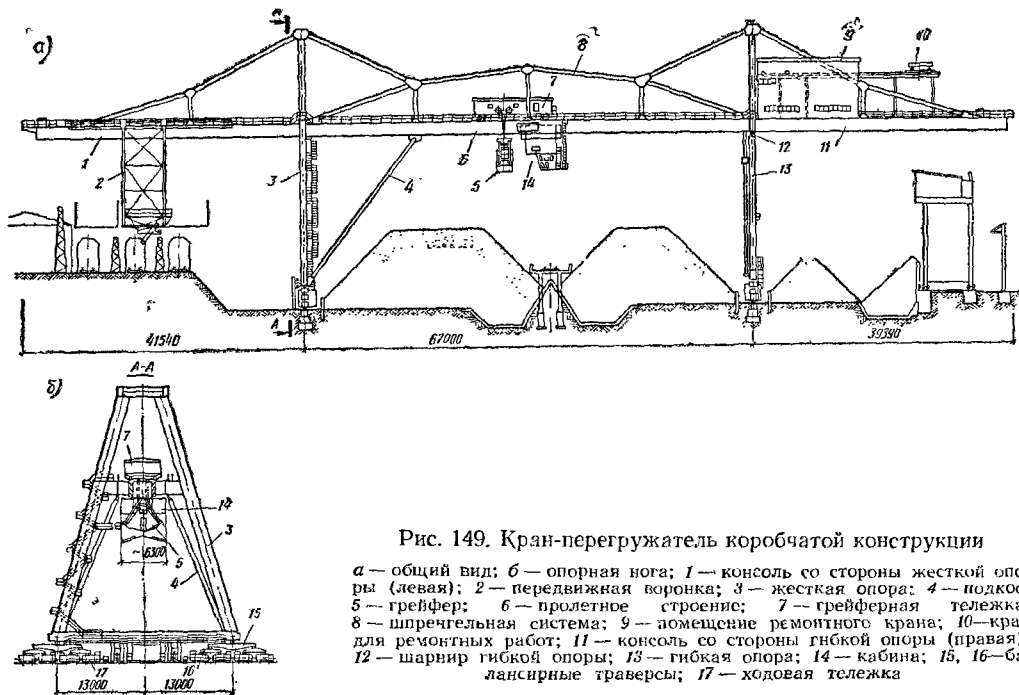 а)
А
8
9
10
7
1
2
3
4
6
5
14
12
13
11
А
41540
67000
39390
б)
А-А
7
14
3
~6300
5
4
15
17
16
13000
13000
Рис. 149. Кран-перегружатель коробчатой конструкции
а — общий вид; б — опорная нога; 1 — консоль со стороны жесткой опо
ры (левая); 2 — передвижная воронка; 3 — жесткая опора; 4 — подкос
5 — грейфер; 6 — пролетное строение; 7 — грейферная тележка
8 — шпренгельная система; 9 — помещение ремонтного крана; 10—кра
для ремонтных работ; 11 — консоль со стороны гибкой опоры (правая)
12 — шарнир гибкой опоры; 13 — гибкая опора; 14 — кабина; 15, 16—ба
лансирные траверсы; 17 — ходовая тележка